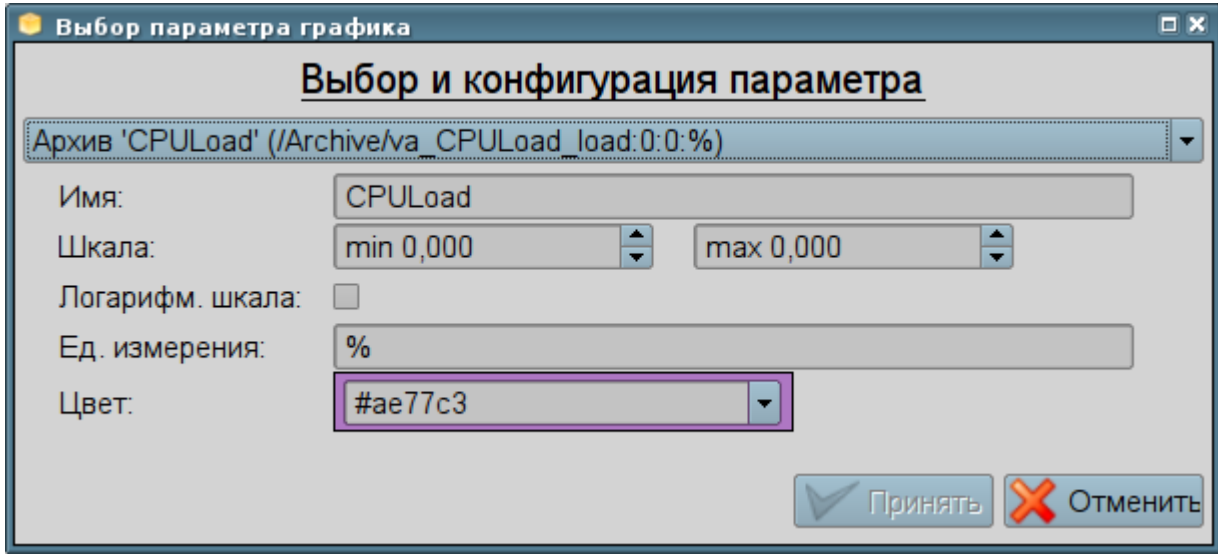 Выбор параметра графика
Выбор и конфигурация параметра
Архив 'CPULoad' (/Archive/va_CPULoad_load:0:0:%)
Имя: CPULoad
Шкала: min 0,000 max 0,000
Логарифм. шкала:
Ед. измерения: %
Цвет: #ae77c3
Принять Отменить